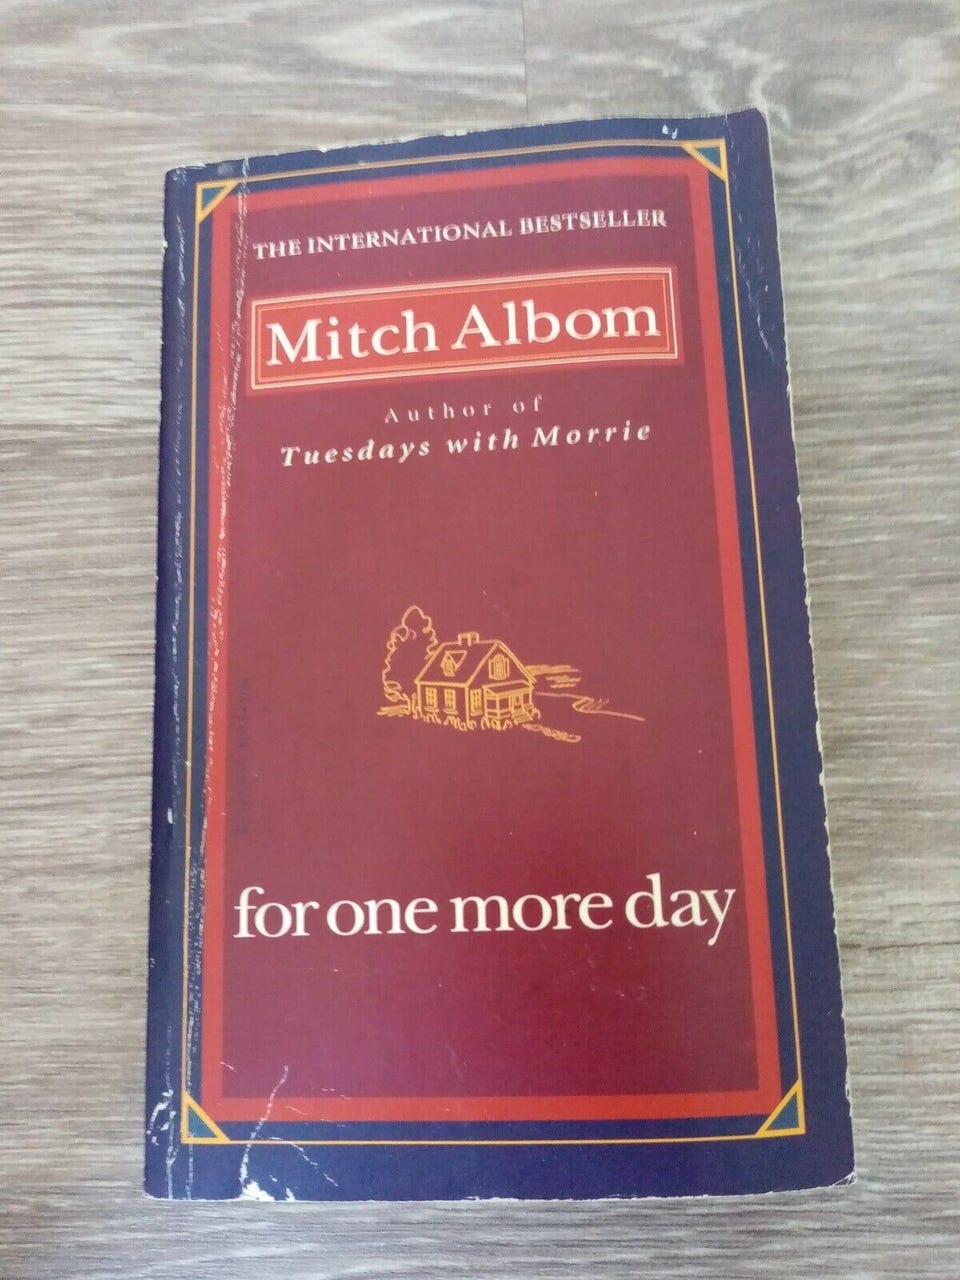 THE INTERNATIONAL BESTSELLER
Mitch Albom
Author of
Tuesdays with Morrie
for one more day